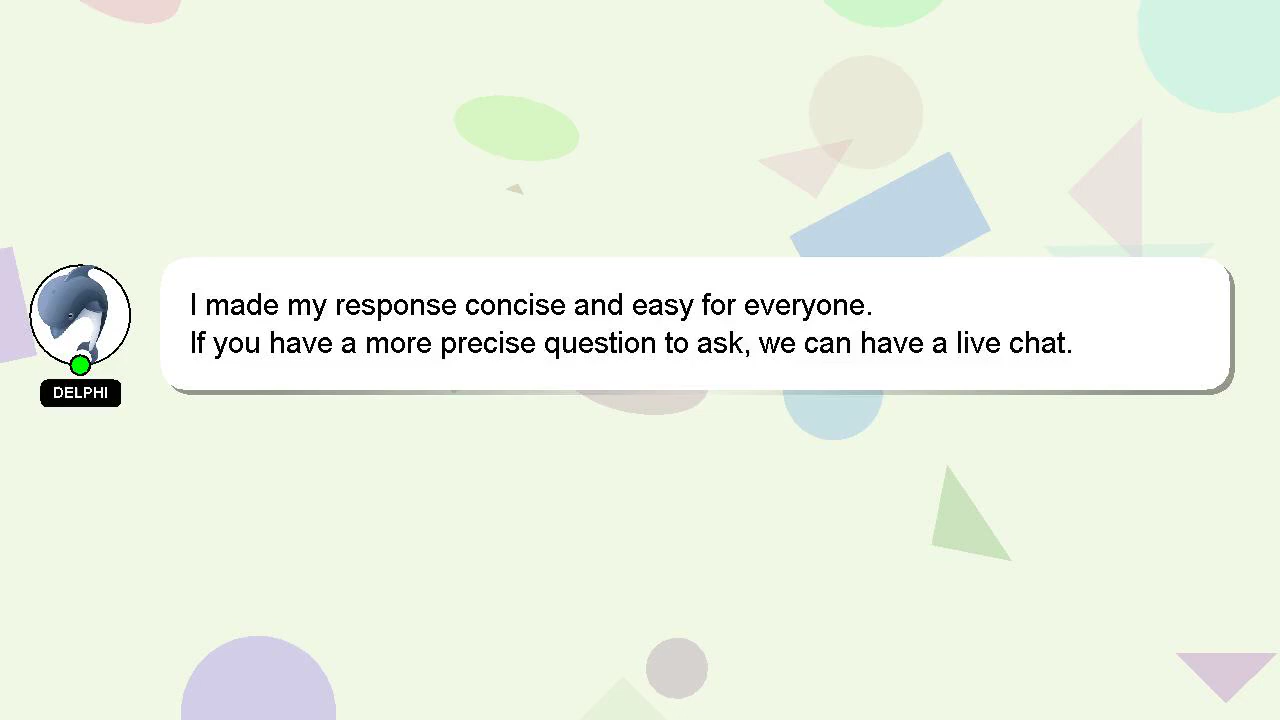 I made my response concise and easy for everyone.
If you have a more precise question to ask, we can have a live chat.
DELPHI